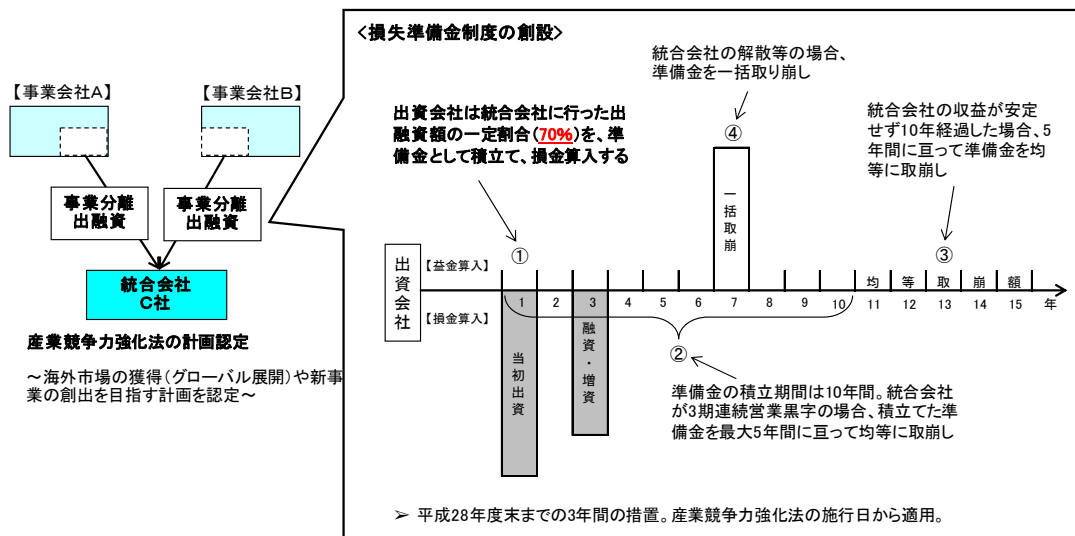 【事業会社A】
【事業会社B】
事業分離
出融資
事業分離
出融資
統合会社
C社
産業競争力強化法の計画認定
～海外市場の獲得（グローバル展開）や新事
業の創出を目指す計画を認定～
＜損失準備金制度の創設＞
出資会社は統合会社に行った出
融資額の一定割合（70%）を、準
備金として積立て、損金算入する
統合会社の解散等の場合、
準備金を一括取り崩し
統合会社の収益が安定
せず10年経過した場合、5
年間に亘って準備金を均
等に取崩し
①
④
③
一括取崩
出資会社
【益金算入】
【損金算入】
均 等 取 崩 額
1 2 3 4 5 6 7 8 9 10 11 12 13 14 15 年
当初出資
融資・増資
②
準備金の積立期間は10年間。統合会社
が3期連続営業黒字の場合、積立てた準
備金を最大5年間に亘って均等に取崩し
➢ 平成28年度末までの3年間の措置。産業競争力強化法の施行日から適用。